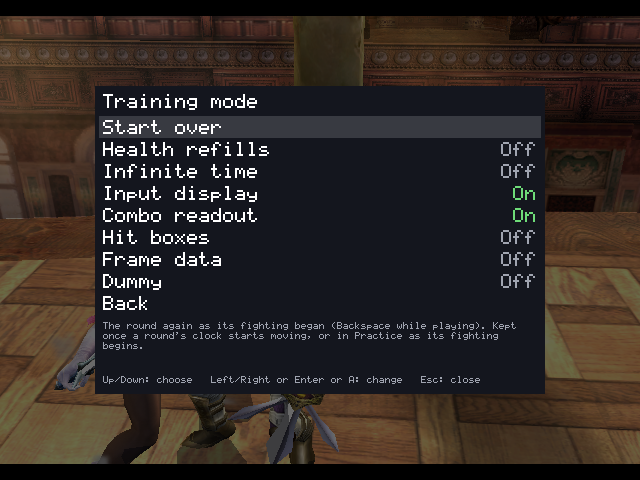 Training mode
Start over
Health refills Off
Infinite time Off
Input display On
Combo readout On
Hit boxes Off
Frame data Off
Dummy Off
Back
The round again as its fighting began (Backspace while playing). Kept
once a round's clock starts moving, or in Practice as its fighting
begins.
Up/Down: choose Left/Right or Enter or A: change Esc: close